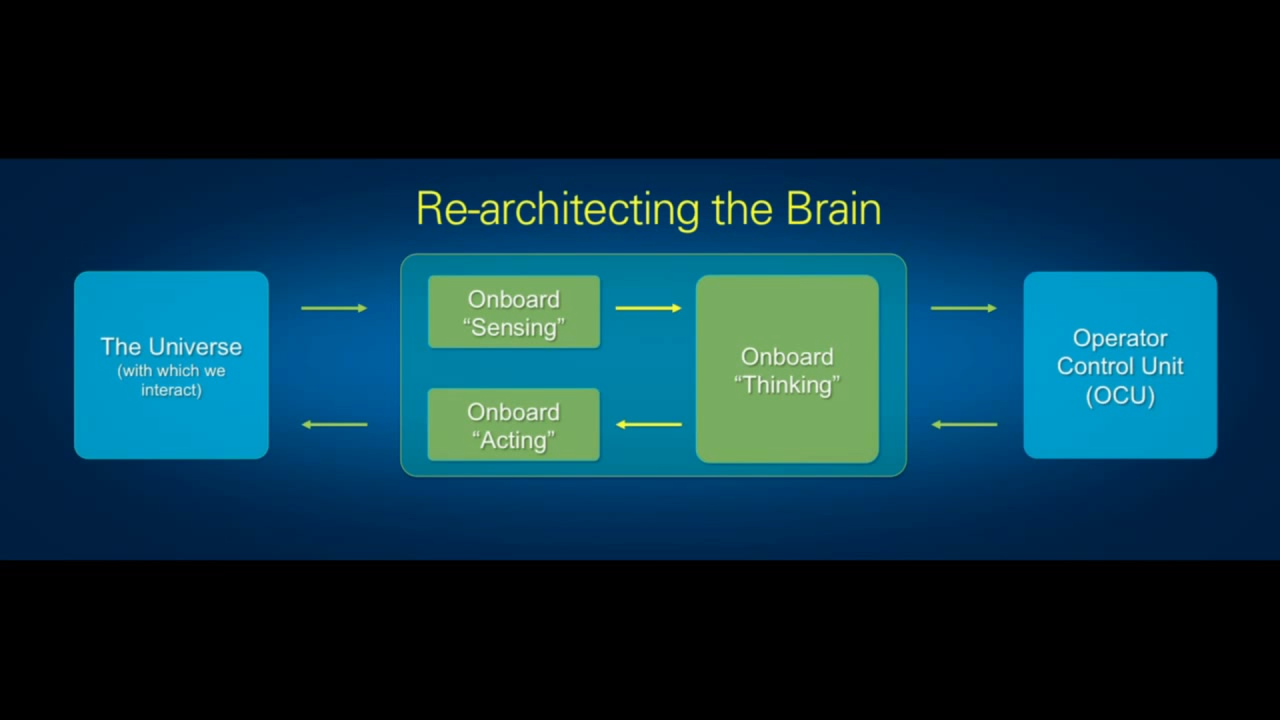 Re-architecting the Brain
The Universe
(with which we
interact)
Onboard
“Sensing”
Onboard
“Acting”
Onboard
“Thinking”
Operator
Control Unit
(OCU)